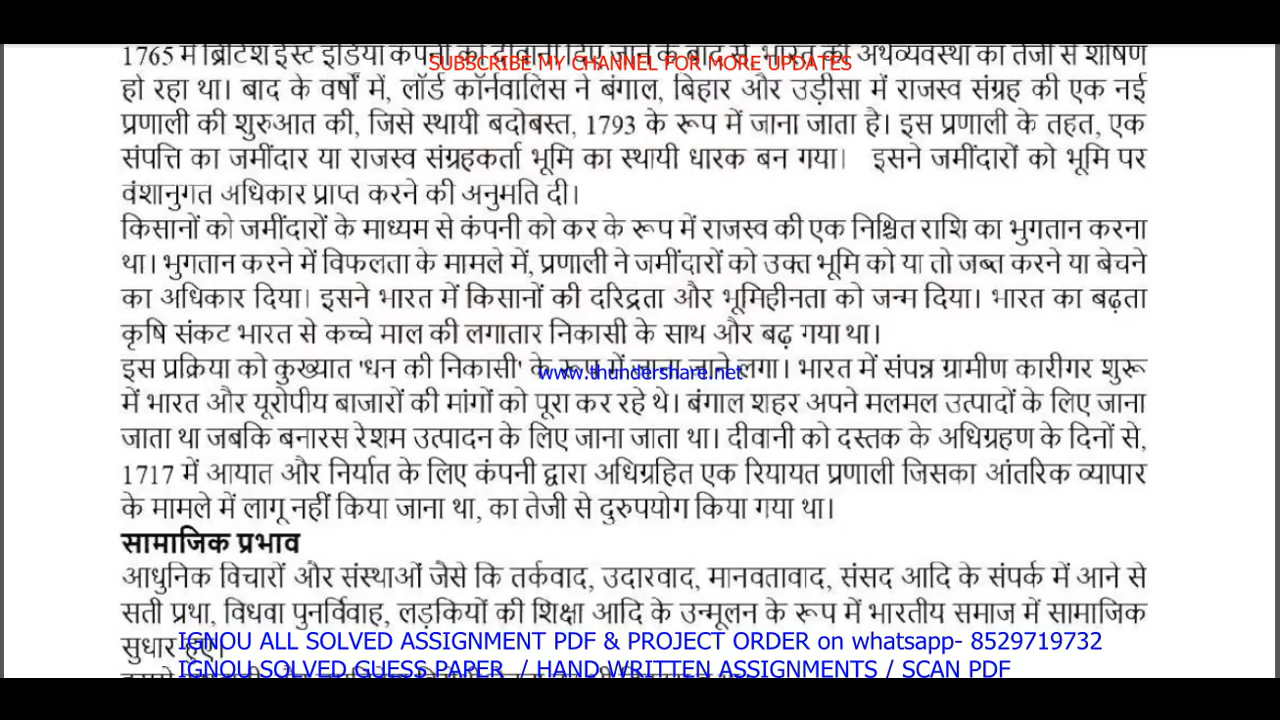 1765 में ब्रिटिश ईस्ट इंडिया कंपनी को दीवानी दिए जाने के बाद से, भारत की अर्थव्यवस्था का तेजी से शोषण
SUBSCRIBE MY CHANNEL FOR MORE UPDATES
हो रहा था। बाद के वर्षों में, लॉर्ड कॉर्नवालिस ने बंगाल, बिहार और उड़ीसा में राजस्व संग्रह की एक नई
प्रणाली की शुरुआत की, जिसे स्थायी बदोबस्त, 1793 के रूप में जाना जाता है। इस प्रणाली के तहत, एक
संपत्ति का जमींदार या राजस्व संग्रहकर्ता भूमि का स्थायी धारक बन गया। इसने जमींदारों को भूमि पर
वंशानुगत अधिकार प्राप्त करने की अनुमति दी।
किसानों को जमींदारों के माध्यम से कंपनी को कर के रूप में राजस्व की एक निश्चित राशि का भुगतान करना
था। भुगतान करने में विफलता के मामले में, प्रणाली ने जमींदारों को उक्त भूमि को या तो जब्त करने या बेचने
का अधिकार दिया। इसने भारत में किसानों की दरिद्रता और भूमिहीनता को जन्म दिया। भारत का बढ़ता
कृषि संकट भारत से कच्चे माल की लगातार निकासी के साथ और बढ़ गया था।
इस प्रक्रिया को कुख्यात 'धन की निकासी' के रूप में जाना जाने लगा। भारत में संपन्न ग्रामीण कारीगर शुरू
www.thundershare.net
में भारत और यूरोपीय बाजारों की मांगों को पूरा कर रहे थे। बंगाल शहर अपने मलमल उत्पादों के लिए जाना
जाता था जबकि बनारस रेशम उत्पादन के लिए जाना जाता था। दीवानी को दस्तक के अधिग्रहण के दिनों से,
1717 में आयात और निर्यात के लिए कंपनी द्वारा अधिग्रहित एक रियायत प्रणाली जिसका आंतरिक व्यापार
के मामले में लागू नहीं किया जाना था, का तेजी से दुरुपयोग किया गया था।
सामाजिक प्रभाव
आधुनिक विचारों और संस्थाओं जैसे कि तर्कवाद, उदारवाद, मानवतावाद, संसद आदि के संपर्क में आने से
सती प्रथा, विधवा पुनर्विवाह, लड़कियों की शिक्षा आदि के उन्मूलन के रूप में भारतीय समाज में सामाजिक
सुधार हुए।
IGNOU ALL SOLVED ASSIGNMENT PDF & PROJECT ORDER on whatsapp- 8529719732
IGNOU SOLVED GUESS PAPER / HAND WRITTEN ASSIGNMENTS / SCAN PDF